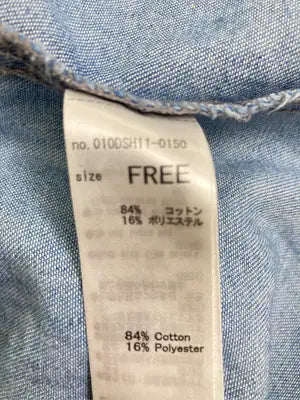 no. 010DSH11-0150
size FREE
84% コットン
16% ポリエステル
84% Cotton
16% Polyester